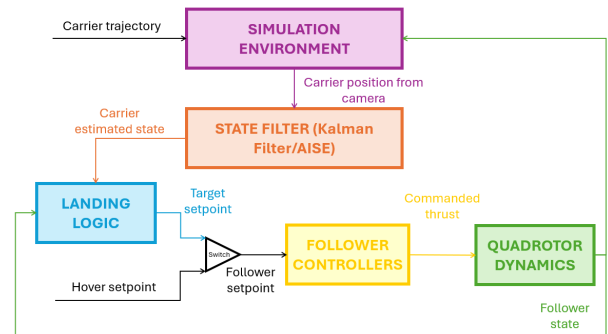 Carrier trajectory
SIMULATION
ENVIRONMENT
Carrier position from
camera
Carrier
estimated state
STATE FILTER (Kalman
Filter/AISE)
LANDING
LOGIC
Target
setpoint
Switch
Hover setpoint
Follower
setpoint
FOLLOWER
CONTROLLERS
Commanded
thrust
QUADROTOR
DYNAMICS
Follower
state